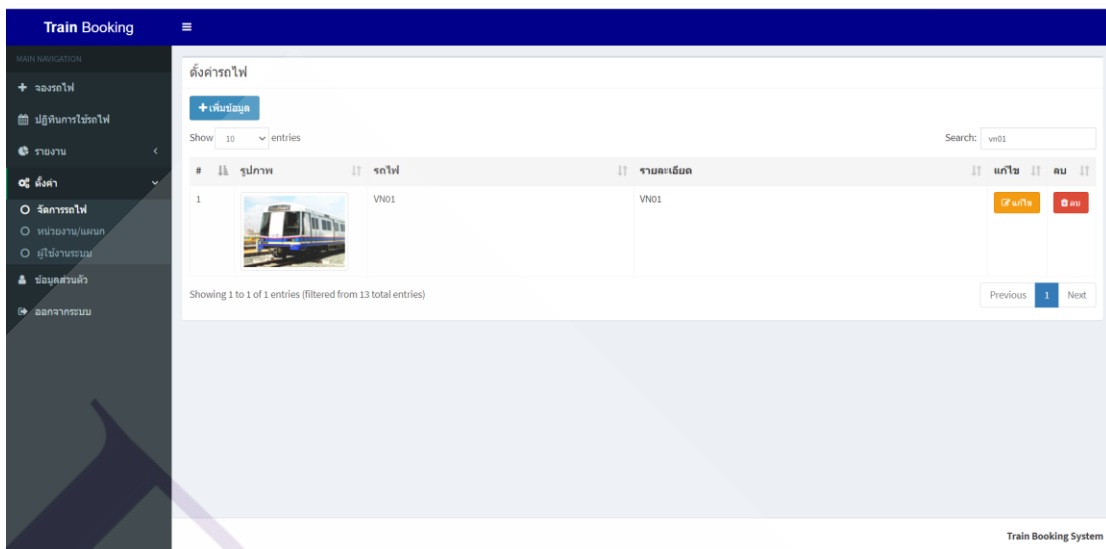 Train Booking
MAIN NAVIGATION
จองรถไฟ
ปฏิทินการใช้รถไฟ
รายงาน
ตั้งค่า
จัดการรถไฟ
หน่วยงาน/แผนก
ผู้ใช้งานระบบ
ข้อมูลส่วนตัว
ออกจากระบบ
ตั้งค่ารถไฟ
+ เพิ่มข้อมูล
Show 10 entries
Search: vn01
# รูปภาพ รถไฟ รายละเอียด แก้ไข ลบ
1 VN01 VN01 แก้ไข ลบ
Showing 1 to 1 of 1 entries (filtered from 13 total entries)
Previous 1 Next
Train Booking System